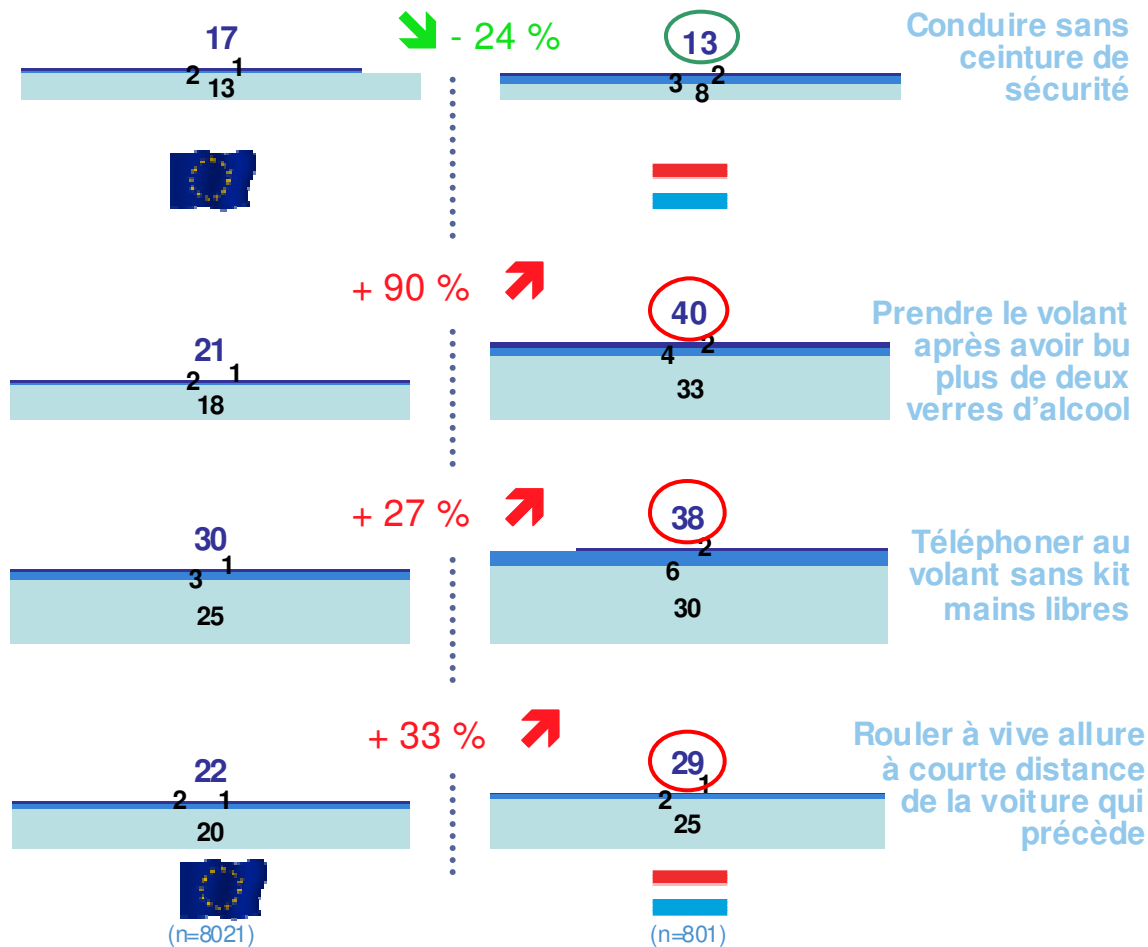 17
- 24 %
13
Conduire sans
ceinture de
sécurité
2 1
13
3 2
8
+ 90 %
40
Prendre le volant
après avoir bu
plus de deux
verres d'alcool
21
2 1
18
4 2
33
+ 27 %
38
Téléphoner au
volant sans kit
mains libres
30
3 1
25
2
6
30
+ 33 %
29
Rouler à vive allure
à courte distance
de la voiture qui
précède
22
2 1
20
2 1
25
(n=8021)
(n=801)